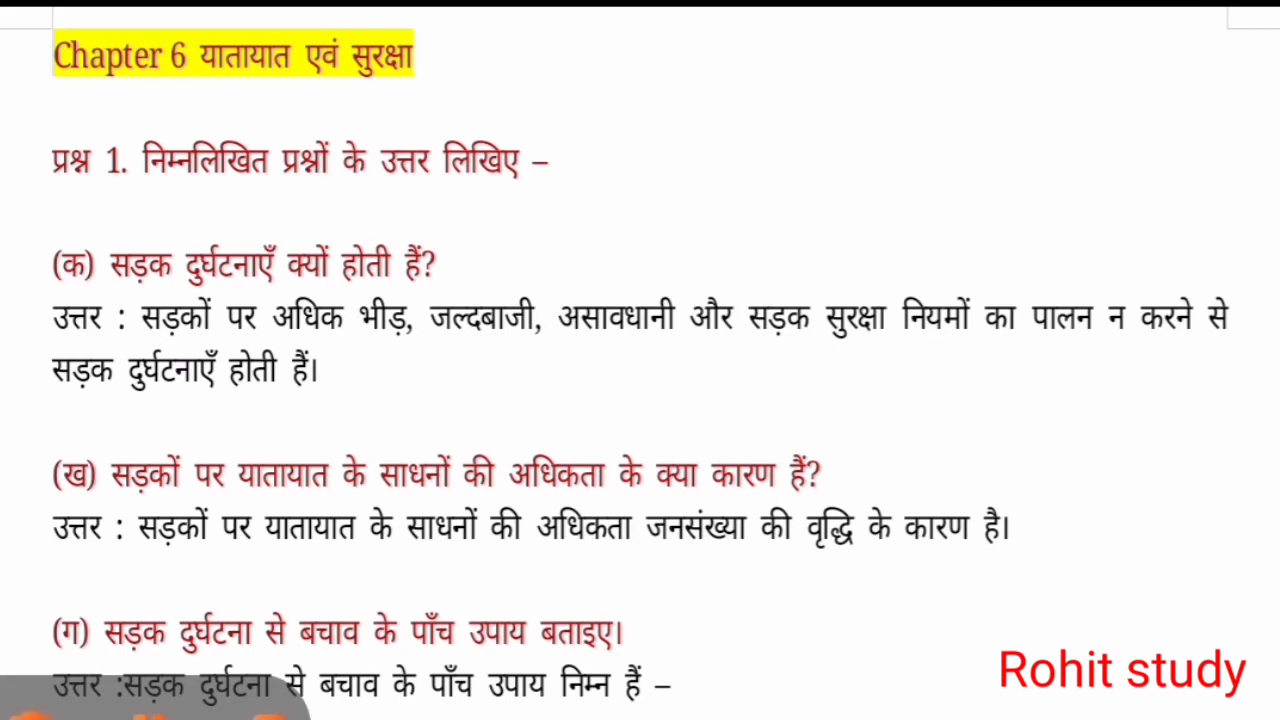 Chapter 6 यातायात एवं सुरक्षा
प्रश्न 1. निम्नलिखित प्रश्नों के उत्तर लिखिए –
(क) सड़क दुर्घटनाएँ क्यों होती हैं?
उत्तर : सड़कों पर अधिक भीड़, जल्दबाजी, असावधानी और सड़क सुरक्षा नियमों का पालन न करने से
सड़क दुर्घटनाएँ होती हैं।
(ख) सड़कों पर यातायात के साधनों की अधिकता के क्या कारण हैं?
उत्तर : सड़कों पर यातायात के साधनों की अधिकता जनसंख्या की वृद्धि के कारण है।
(ग) सड़क दुर्घटना से बचाव के पाँच उपाय बताइए।
उत्तर :सड़क दुर्घटना से बचाव के पाँच उपाय निम्न हैं –
Rohit study